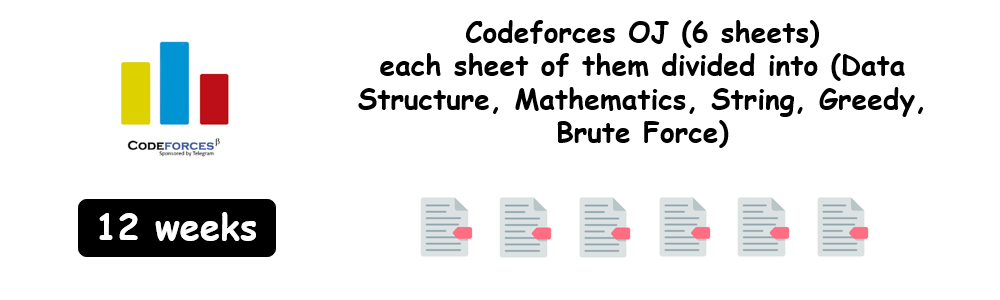 Codeforces OJ (6 sheets)
each sheet of them divided into (Data
Structure, Mathematics, String, Greedy,
Brute Force)
CODEFORCES β
Sponsored by Telegram
12 weeks